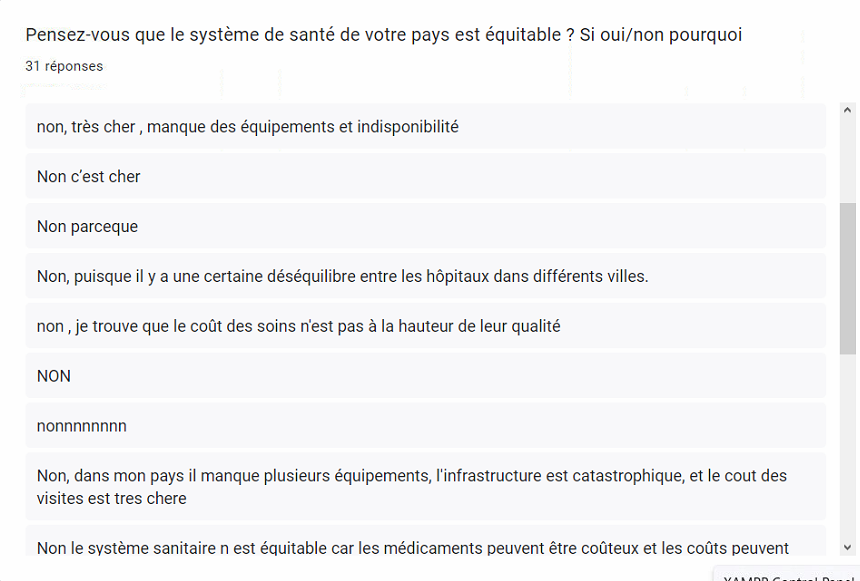 Pensez-vous que le système de santé de votre pays est équitable ? Si oui/non pourquoi
31 réponses
non, très cher , manque des équipements et indisponibilité
Non c’est cher
Non parceque
Non, puisque il y a une certaine déséquilibre entre les hôpitaux dans différents villes.
non , je trouve que le coût des soins n'est pas à la hauteur de leur qualité
NON
nonnnnnnnn
Non, dans mon pays il manque plusieurs équipements, l'infrastructure est catastrophique, et le cout des
visites est tres chere
Non le système sanitaire n est équitable car les médicaments peuvent être coûteux et les coûts peuvent
XAMPP Control Panel